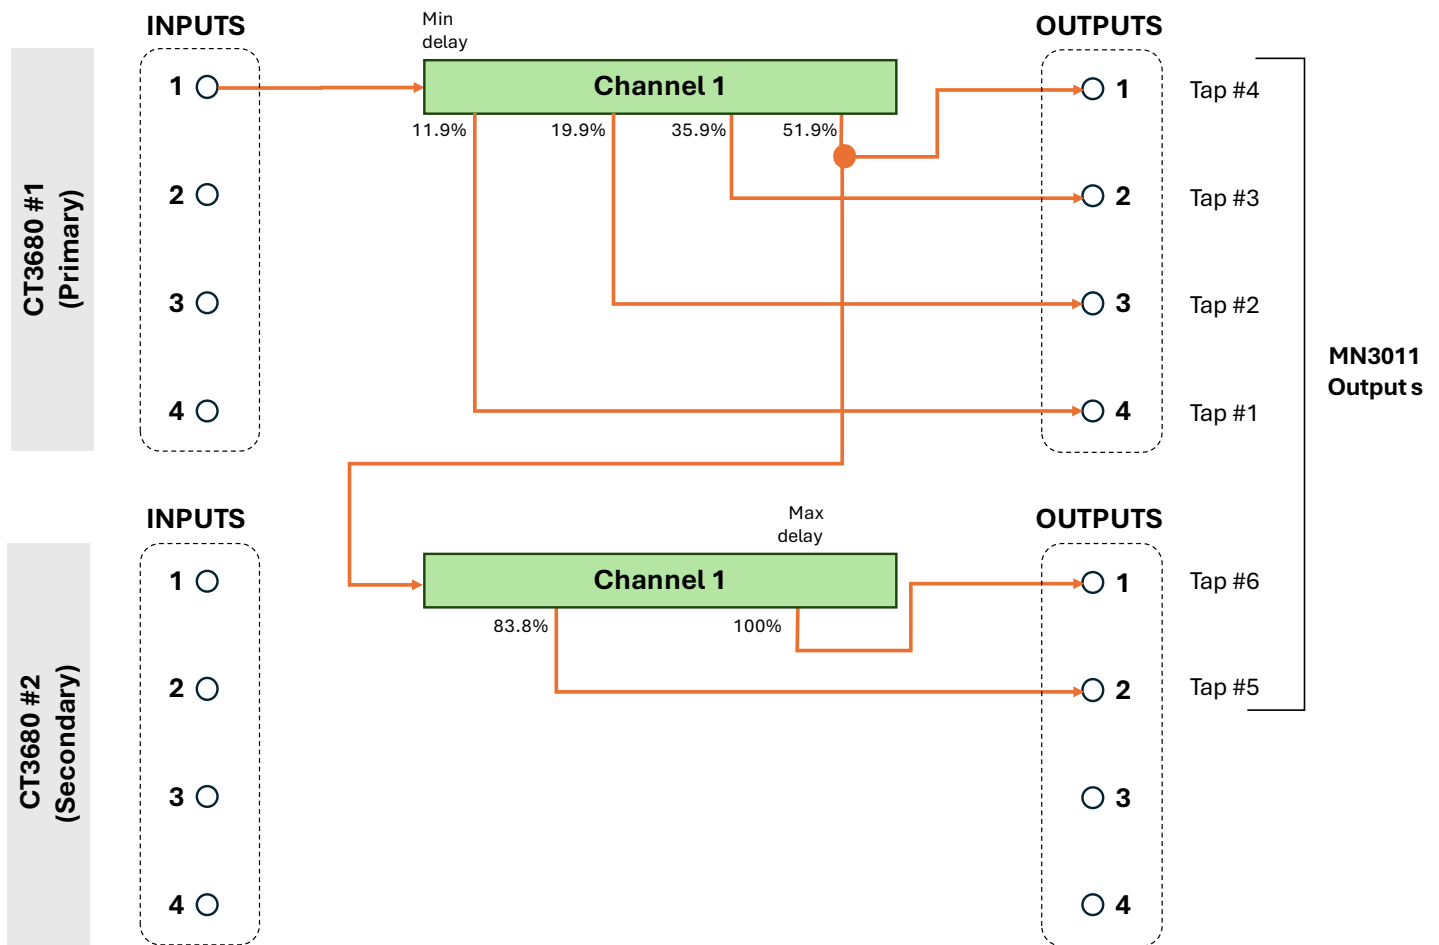 INPUTS
Min
delay
OUTPUTS
CT3680 #1
(Primary)
1
Channel 1
1
Tap #4
11.9%
19.9%
35.9%
51.9%
2
2
Tap #3
3
3
Tap #2
MN3011
Outputs
4
4
Tap #1
INPUTS
Max
delay
OUTPUTS
CT3680 #2
(Secondary)
1
Channel 1
1
Tap #6
83.8%
100%
2
2
Tap #5
3
3
4
4